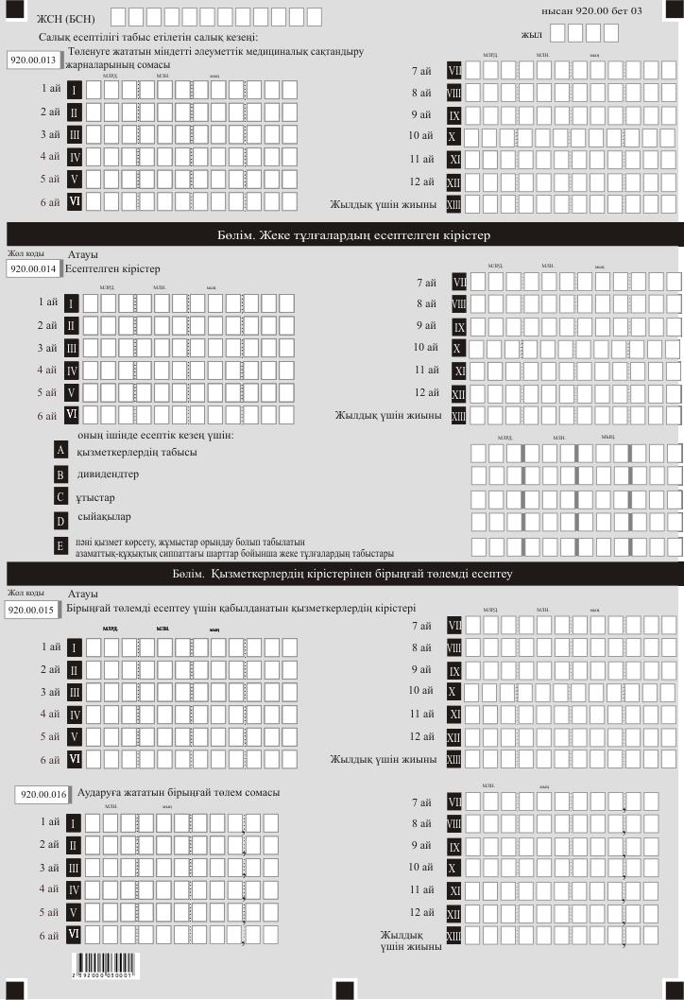 нысан 920.00 бет 03
ЖСН (БСН)
Салық есептілігі табыс етілетін салық кезеңі:
жыл
920.00.013
Төленуге жататын міндетті әлеуметтік медициналық сақтандыру
жарналарының сомасы
МЛРД. МЛН. мың
1 ай I
2 ай II
3 ай III
4 ай IV
5 ай V
6 ай VI
МЛРД. МЛН. мың
7 ай VII
8 ай VIII
9 ай IX
10 ай X
11 ай XI
12 ай XII
Жылдық үшін жиыны XIII
Бөлім. Жеке тұлғалардың есептелген кірістер
Жол коды Атауы
920.00.014 Есептелген кірістер
МЛРД. МЛН. мың
1 ай I
2 ай II
3 ай III
4 ай IV
5 ай V
6 ай VI
МЛРД. МЛН. мың
7 ай VII
8 ай VIII
9 ай IX
10 ай X
11 ай XI
12 ай XII
Жылдық үшін жиыны XIII
оның ішінде есептік кезең үшін:
МЛРД. МЛН. МЫҢ.
A қызметкерлердің табысы
B дивидендтер
C ұтыстар
D сыйақылар
E пәні қызмет көрсету, жұмыстар орындау болып табылатын
азаматтық-құқықтық сиппаттағы шарттар бойынша жеке тұлғалардың табыстары
Бөлім. Қызметкерлердің кірістерінен бірыңғай төлемді есептеу
Жол коды Атауы
920.00.015 Бірыңғай төлемді есептеу үшін қабылданатын қызметкерлердің кірістері
МЛРД. МЛН. мың
1 ай I
2 ай II
3 ай III
4 ай IV
5 ай V
6 ай VI
МЛРД. МЛН. мың
7 ай VII
8 ай VIII
9 ай IX
10 ай X
11 ай XI
12 ай XII
Жылдық үшін жиыны XIII
920.00.016 Аударуға жататын бірыңғай төлем сомасы
МЛН. мың
1 ай I ,
2 ай II ,
3 ай III ,
4 ай IV ,
5 ай V ,
6 ай VI ,
МЛН. мың
7 ай VII ,
8 ай VIII ,
9 ай IX ,
10 ай X ,
11 ай XI ,
12 ай XII ,
Жылдық
үшін жиыны XIII ,
2 392000 030001